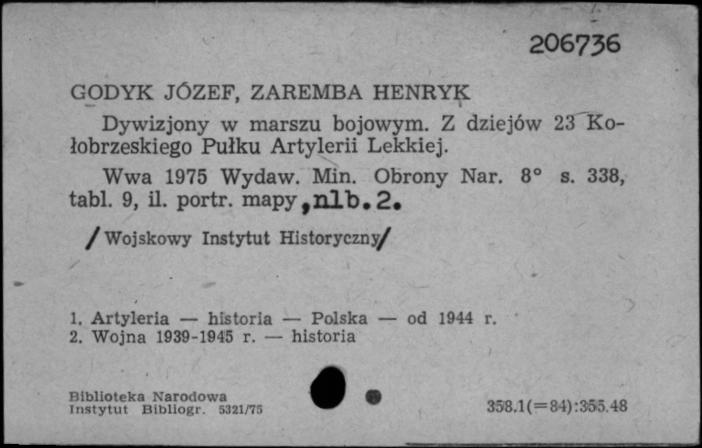 206736
GODYK JÓZEF, ZAREMBA HENRYK
Dywizjony w marszu bojowym. Z dziejów 23 Ko-
łobrzeskiego Pułku Artylerii Lekkiej.
Wwa 1975 Wydaw. Min. Obrony Nar. 8° s. 338,
tabl. 9, il. portr. mapy, nlb. 2.
/Wojskowy Instytut Historyczny/
1. Artyleria — historia — Polska — od 1944 r.
2. Wojna 1939-1945 r. — historia
Biblioteka Narodowa
Instytut Bibliogr. 5321/75
358.1(=84):355.48